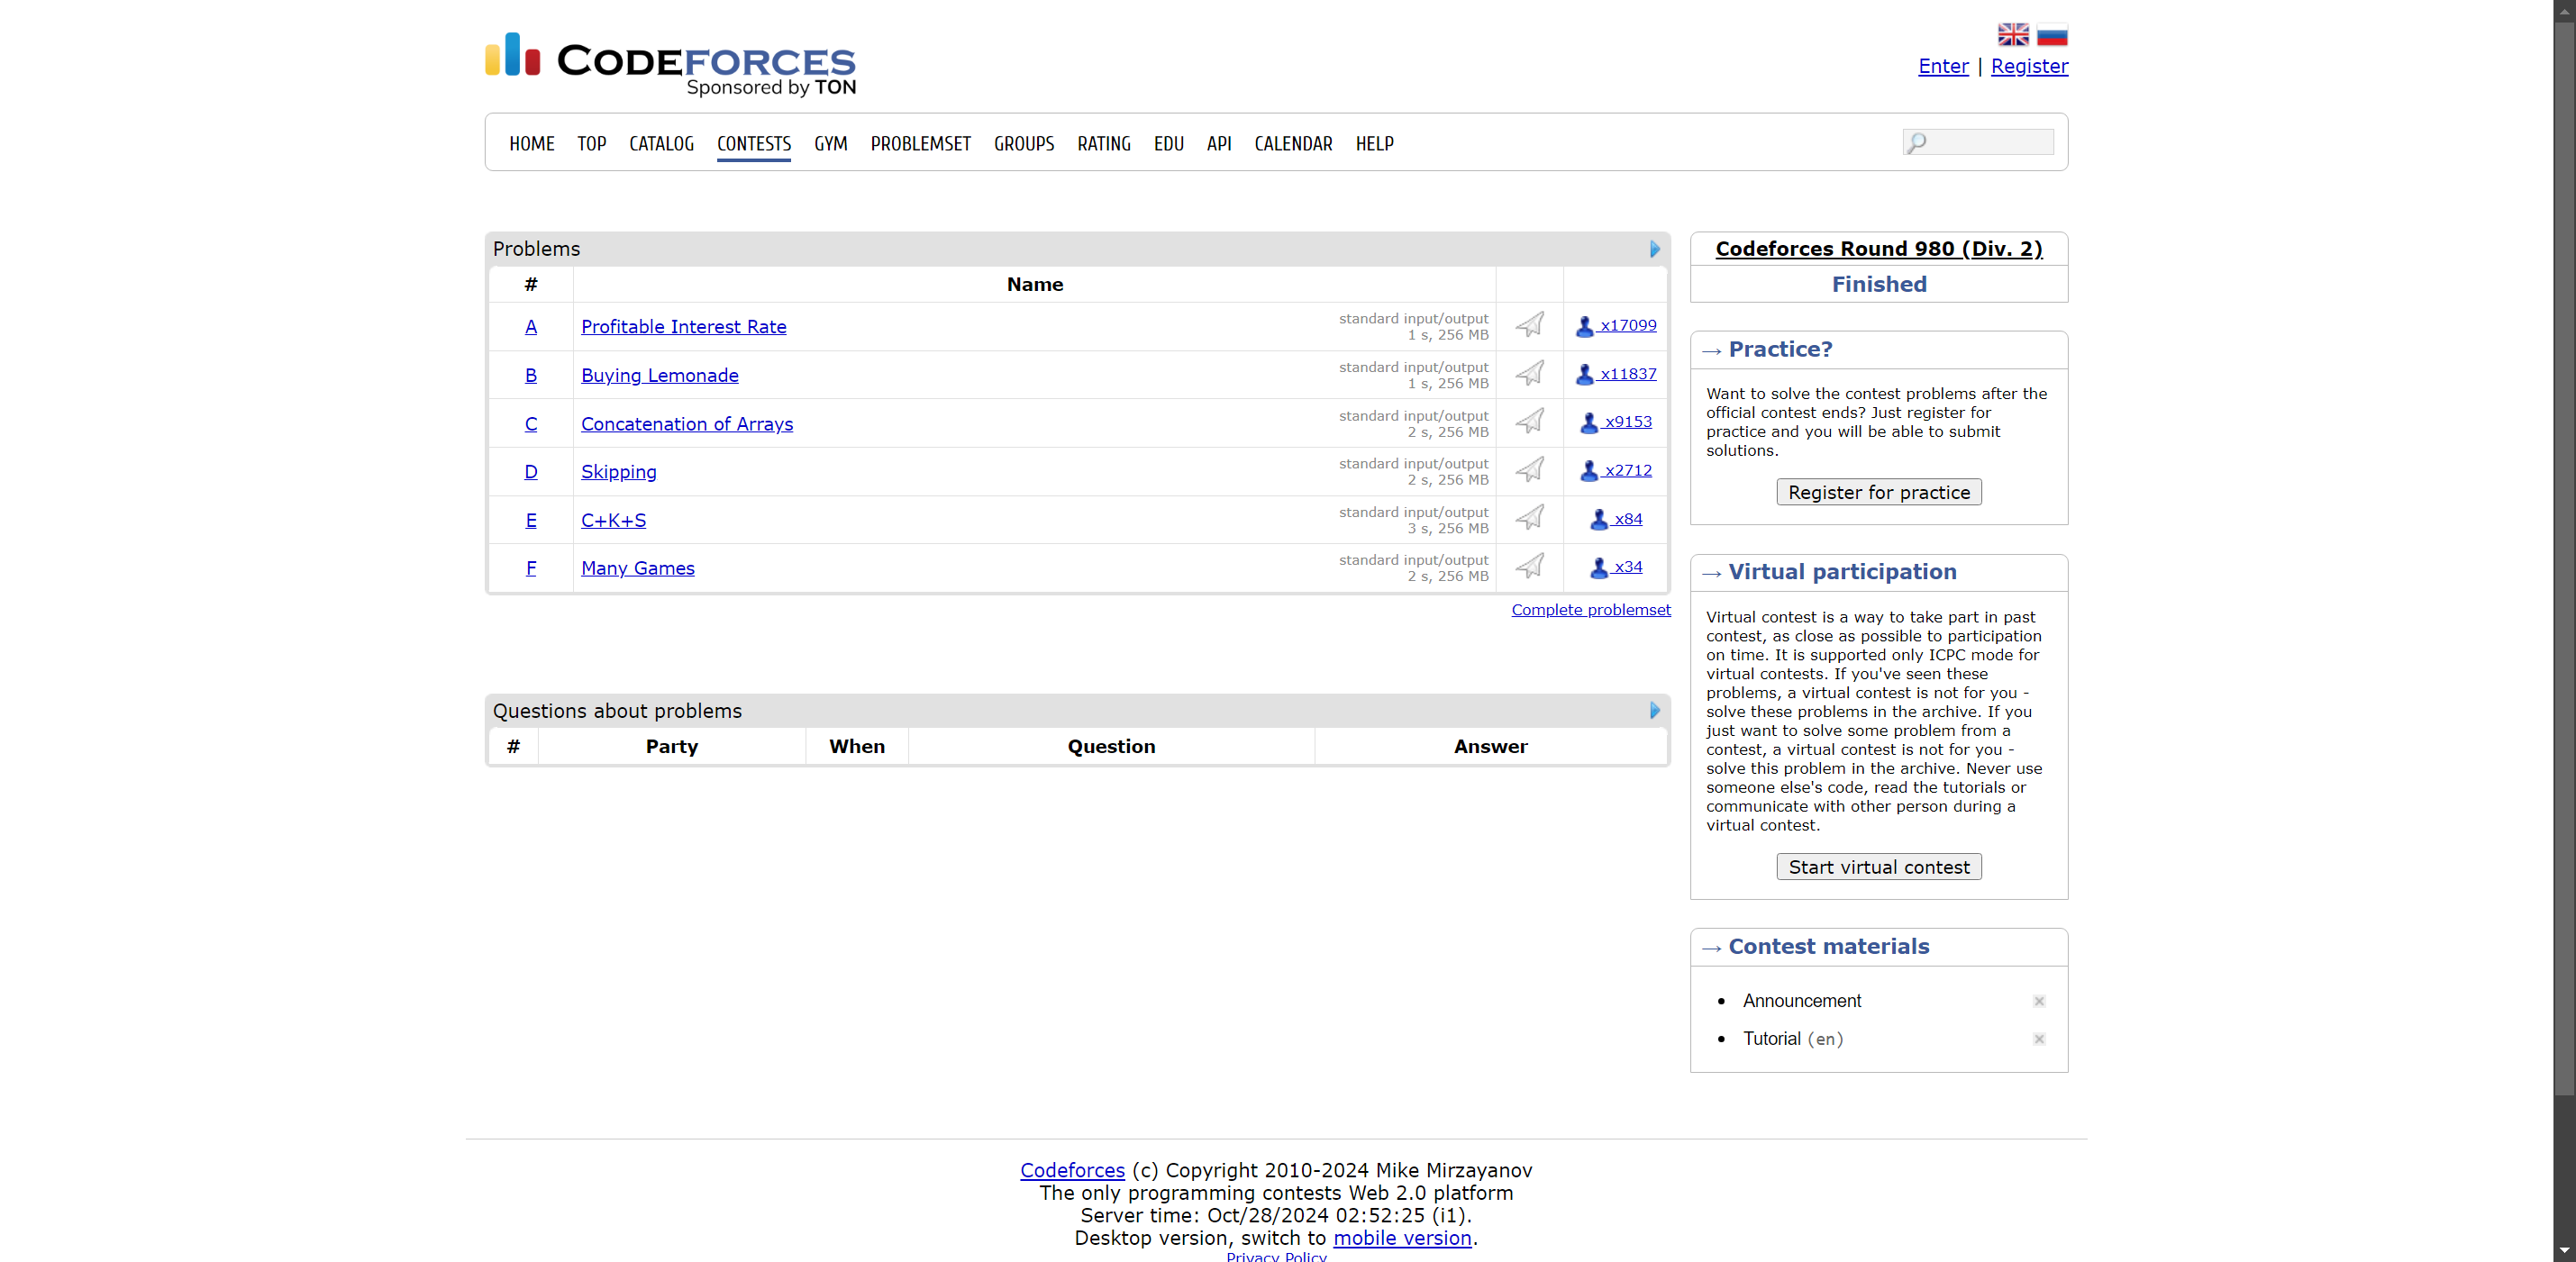 CODEFORCES
Sponsored by TON
Enter | Register
HOME TOP CATALOG CONTESTS GYM PROBLEMSET GROUPS RATING EDU API CALENDAR HELP
Problems
# Name
A Profitable Interest Rate standard input/output
1 s, 256 MB x17099
B Buying Lemonade standard input/output
1 s, 256 MB x11837
C Concatenation of Arrays standard input/output
2 s, 256 MB x9153
D Skipping standard input/output
2 s, 256 MB x2712
E C+K+S standard input/output
3 s, 256 MB x84
F Many Games standard input/output
2 s, 256 MB x34
Complete problemset
Questions about problems
# Party When Question Answer
Codeforces Round 980 (Div. 2)
Finished
→ Practice?
Want to solve the contest problems after the
official contest ends? Just register for
practice and you will be able to submit
solutions.
Register for practice
→ Virtual participation
Virtual contest is a way to take part in past
contest, as close as possible to participation
on time. It is supported only ICPC mode for
virtual contests. If you've seen these
problems, a virtual contest is not for you -
solve these problems in the archive. If you
just want to solve some problem from a
contest, a virtual contest is not for you -
solve this problem in the archive. Never use
someone else's code, read the tutorials or
communicate with other person during a
virtual contest.
Start virtual contest
→ Contest materials
• Announcement
• Tutorial (en)
Codeforces (c) Copyright 2010-2024 Mike Mirzayanov
The only programming contests Web 2.0 platform
Server time: Oct/28/2024 02:52:25 (i1).
Desktop version, switch to mobile version.
Privacy Policy